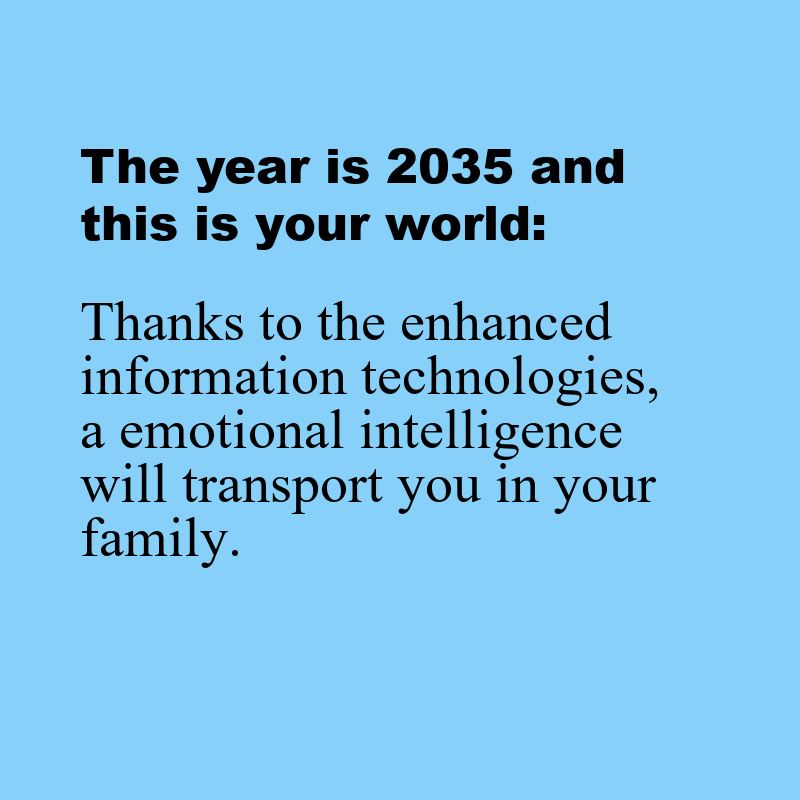 The year is 2035 and
this is your world:
Thanks to the enhanced
information technologies,
a emotional intelligence
will transport you in your
family.